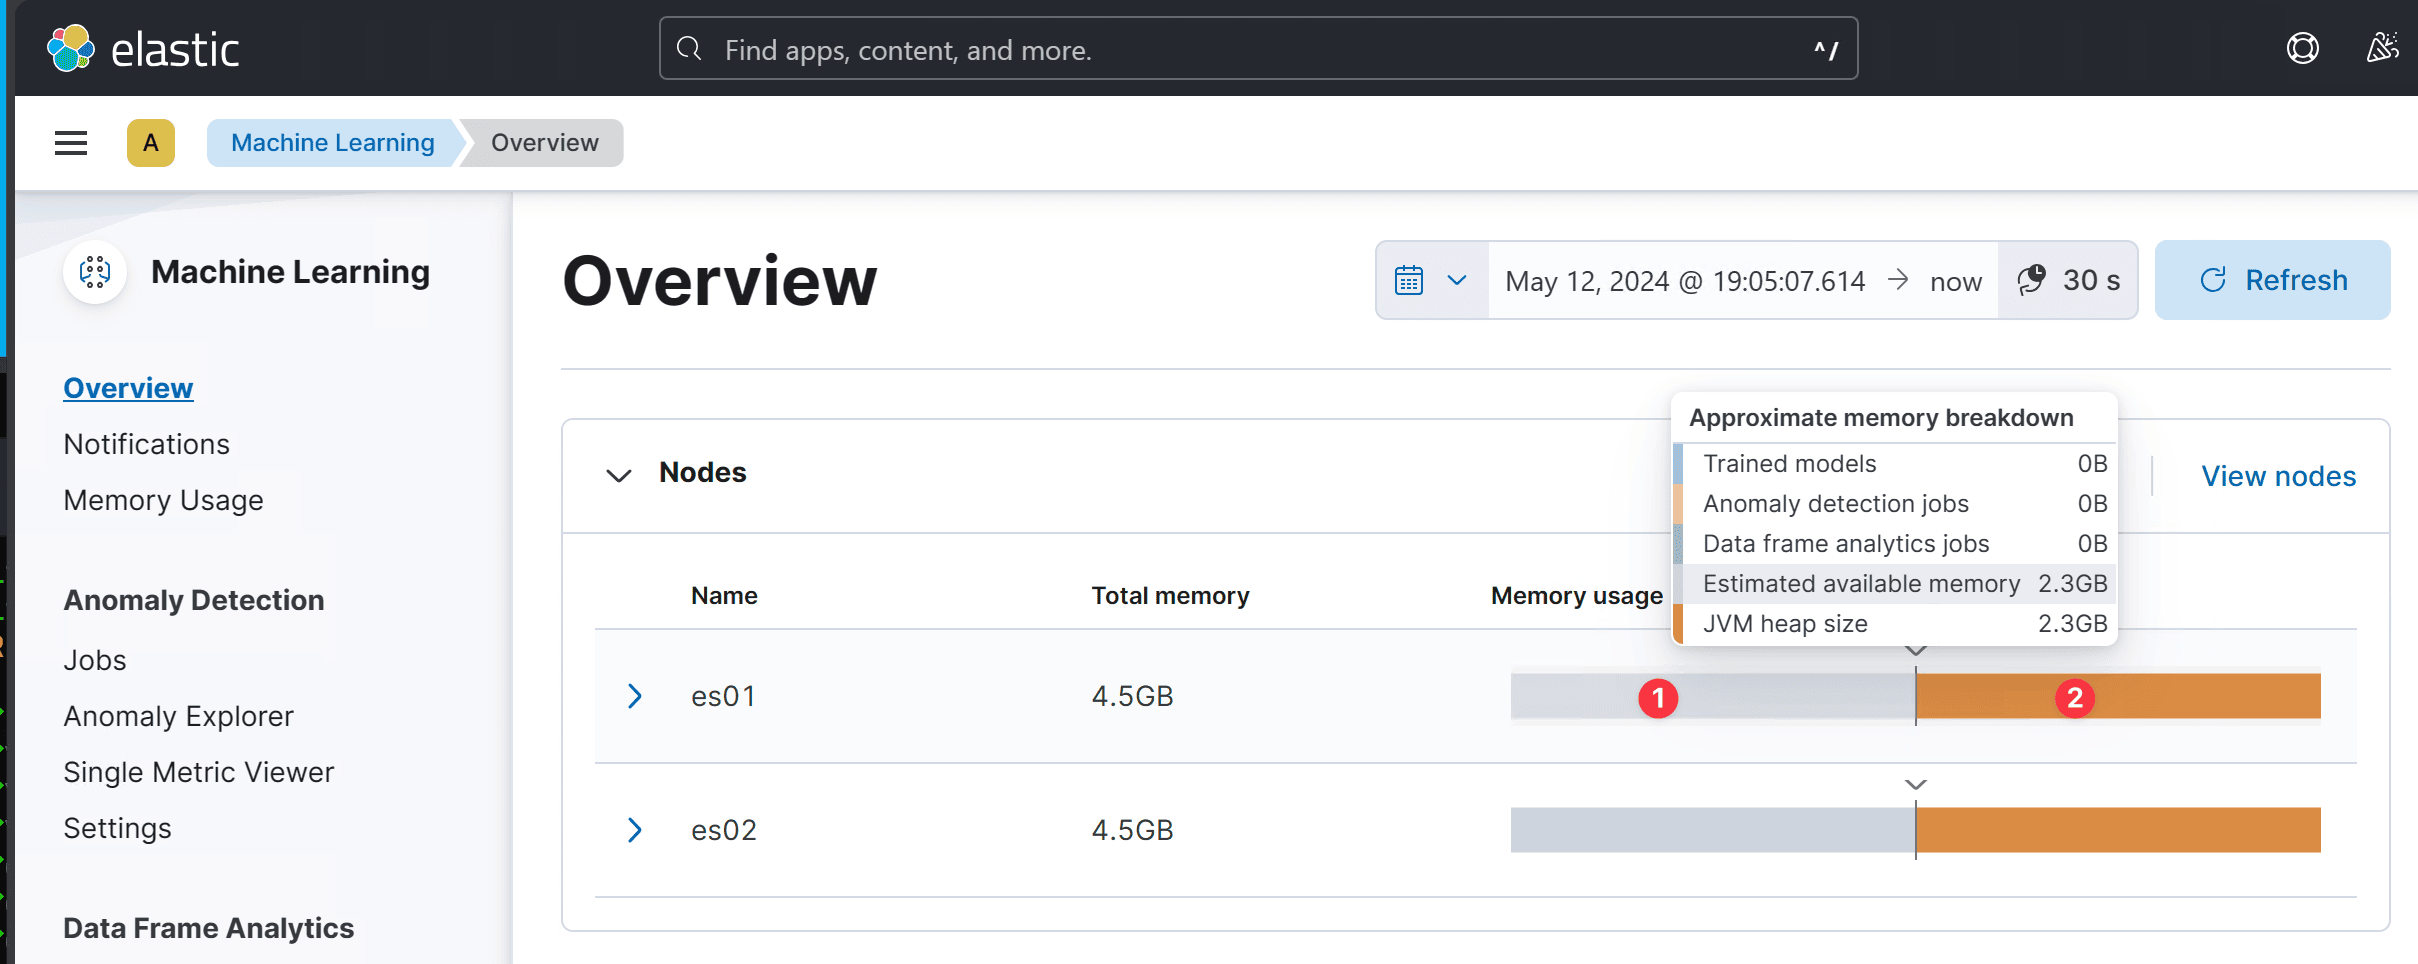 elastic
Find apps, content, and more.
^/
A
Machine Learning
Overview
Machine Learning
Overview
Notifications
Memory Usage
Anomaly Detection
Jobs
Anomaly Explorer
Single Metric Viewer
Settings
Data Frame Analytics
Overview
May 12, 2024 @ 19:05:07.614 → now
30 s
Refresh
Nodes
View nodes
Approximate memory breakdown
Trained models 0B
Anomaly detection jobs 0B
Data frame analytics jobs 0B
Estimated available memory 2.3GB
JVM heap size 2.3GB
Name Total memory Memory usage
es01 4.5GB
1 2
es02 4.5GB